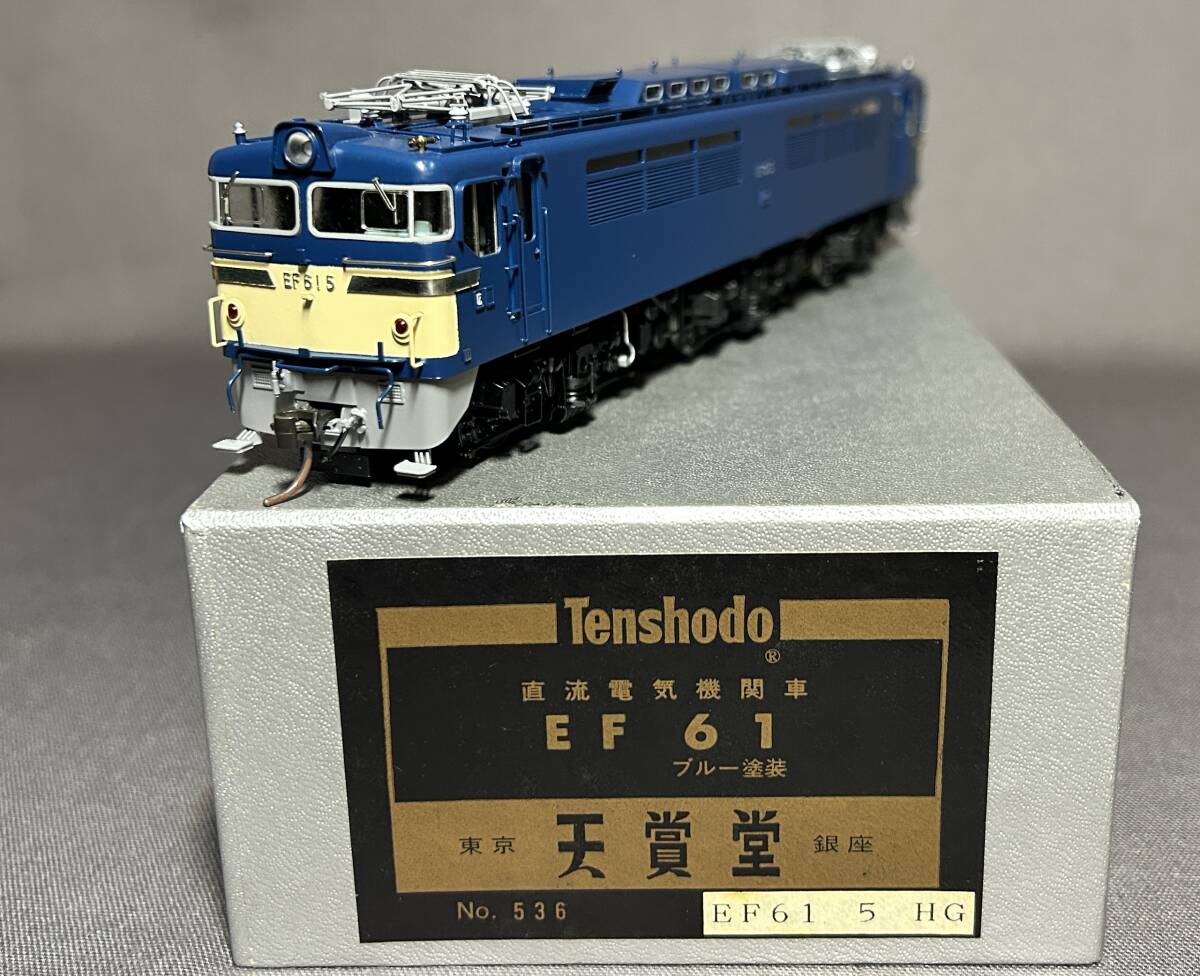 EF615
Tenshodo
®
直流電気機関車
EF 61
ブルー塗装
東京 天賞堂 銀座
No. 536
EF61 5 HG